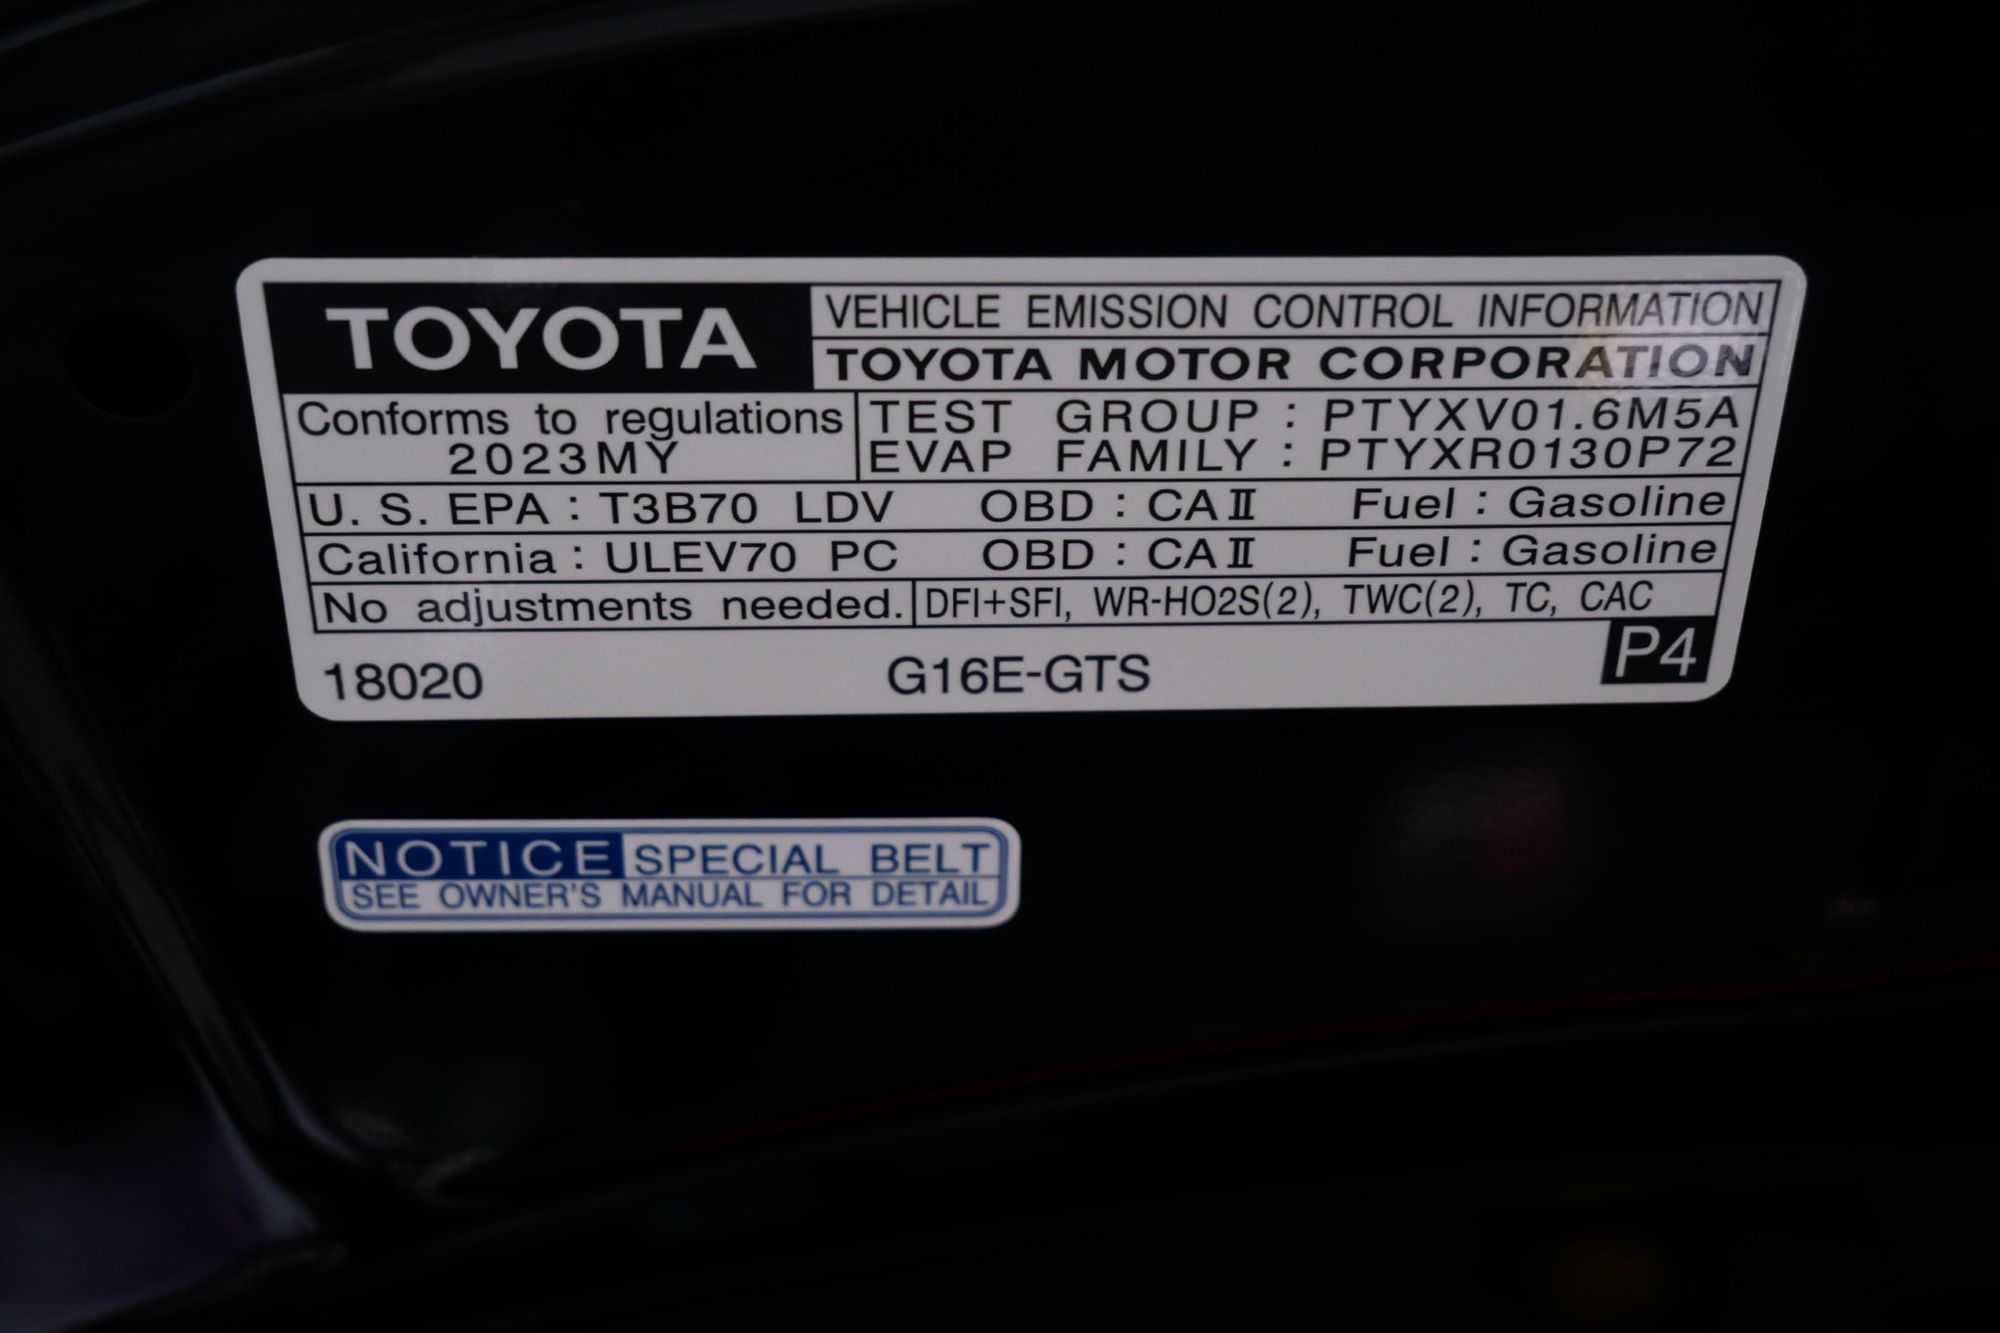 TOYOTA
VEHICLE EMISSION CONTROL INFORMATION
TOYOTA MOTOR CORPORATION
Conforms to regulations
2023MY
TEST GROUP : PTYXV01.6M5A
EVAP FAMILY : PTYXR0130P72
U. S. EPA : T3B70 LDV OBD : CAⅡ Fuel : Gasoline
California : ULEV70 PC OBD : CAⅡ Fuel : Gasoline
No adjustments needed. DFI+SFI, WR-HO2S(2), TWC(2), TC, CAC
18020 G16E-GTS P4
NOTICE SPECIAL BELT
SEE OWNER'S MANUAL FOR DETAIL